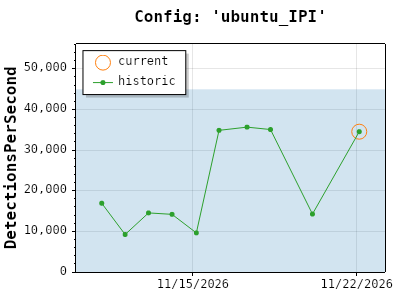 Config: 'ubuntu_IPI'
current
historic
DetectionsPerSecond
50,000
40,000
30,000
20,000
10,000
0
11/15/2026
11/22/2026